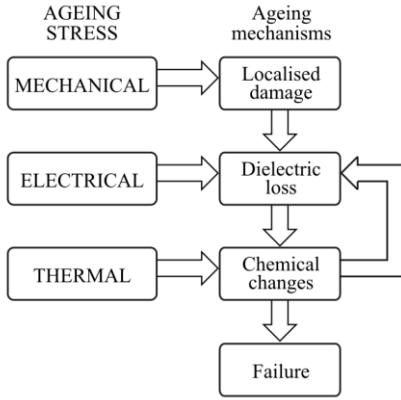 AGEING
STRESS
Ageing
mechanisms
MECHANICAL
Localised
damage
ELECTRICAL
Dielectric
loss
THERMAL
Chemical
changes
Failure